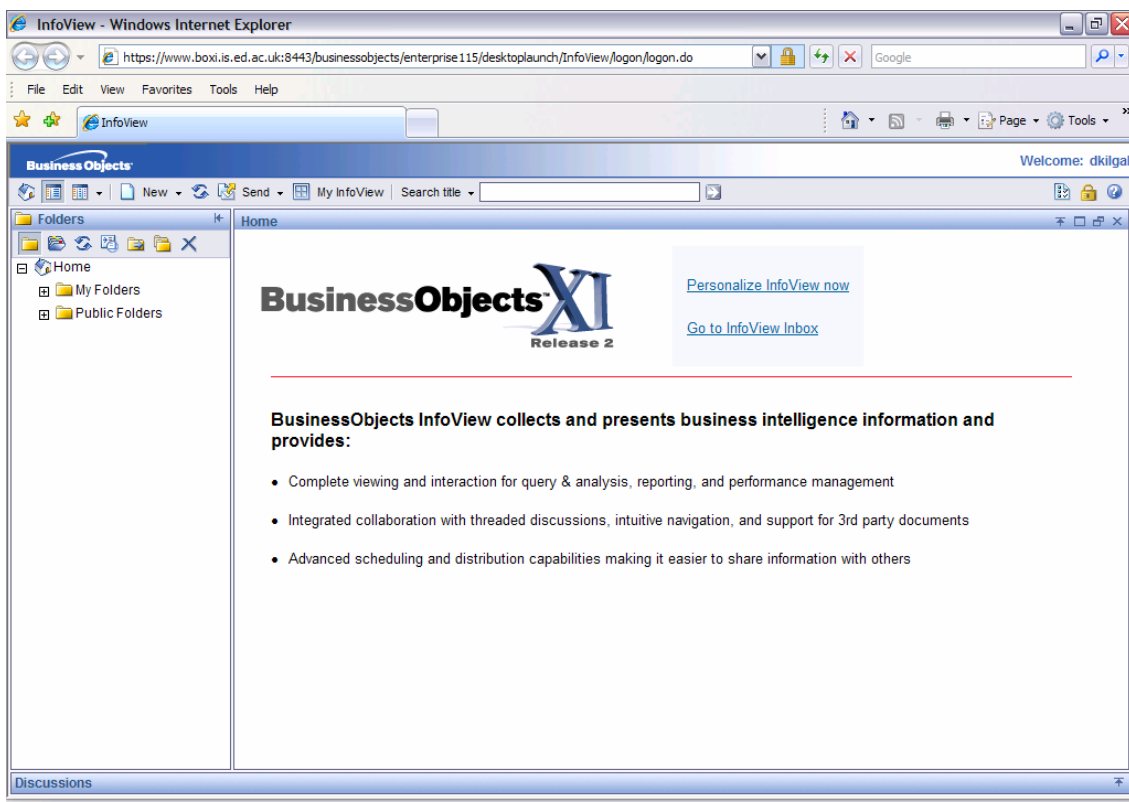 InfoView - Windows Internet Explorer
https://www.boxi.is.ed.ac.uk:8443/businessobjects/enterprise115/desktoplaunch/InfoView/logon/logon.do
Google
File Edit View Favorites Tools Help
InfoView
Page Tools »
Business Objects
Welcome: dkilgal
New Send My InfoView Search title
Folders
Home
Home
My Folders
Public Folders
BusinessObjects™ XI
Release 2
Personalize InfoView now
Go to InfoView Inbox
BusinessObjects InfoView collects and presents business intelligence information and
provides:
• Complete viewing and interaction for query & analysis, reporting, and performance management
• Integrated collaboration with threaded discussions, intuitive navigation, and support for 3rd party documents
• Advanced scheduling and distribution capabilities making it easier to share information with others
Discussions